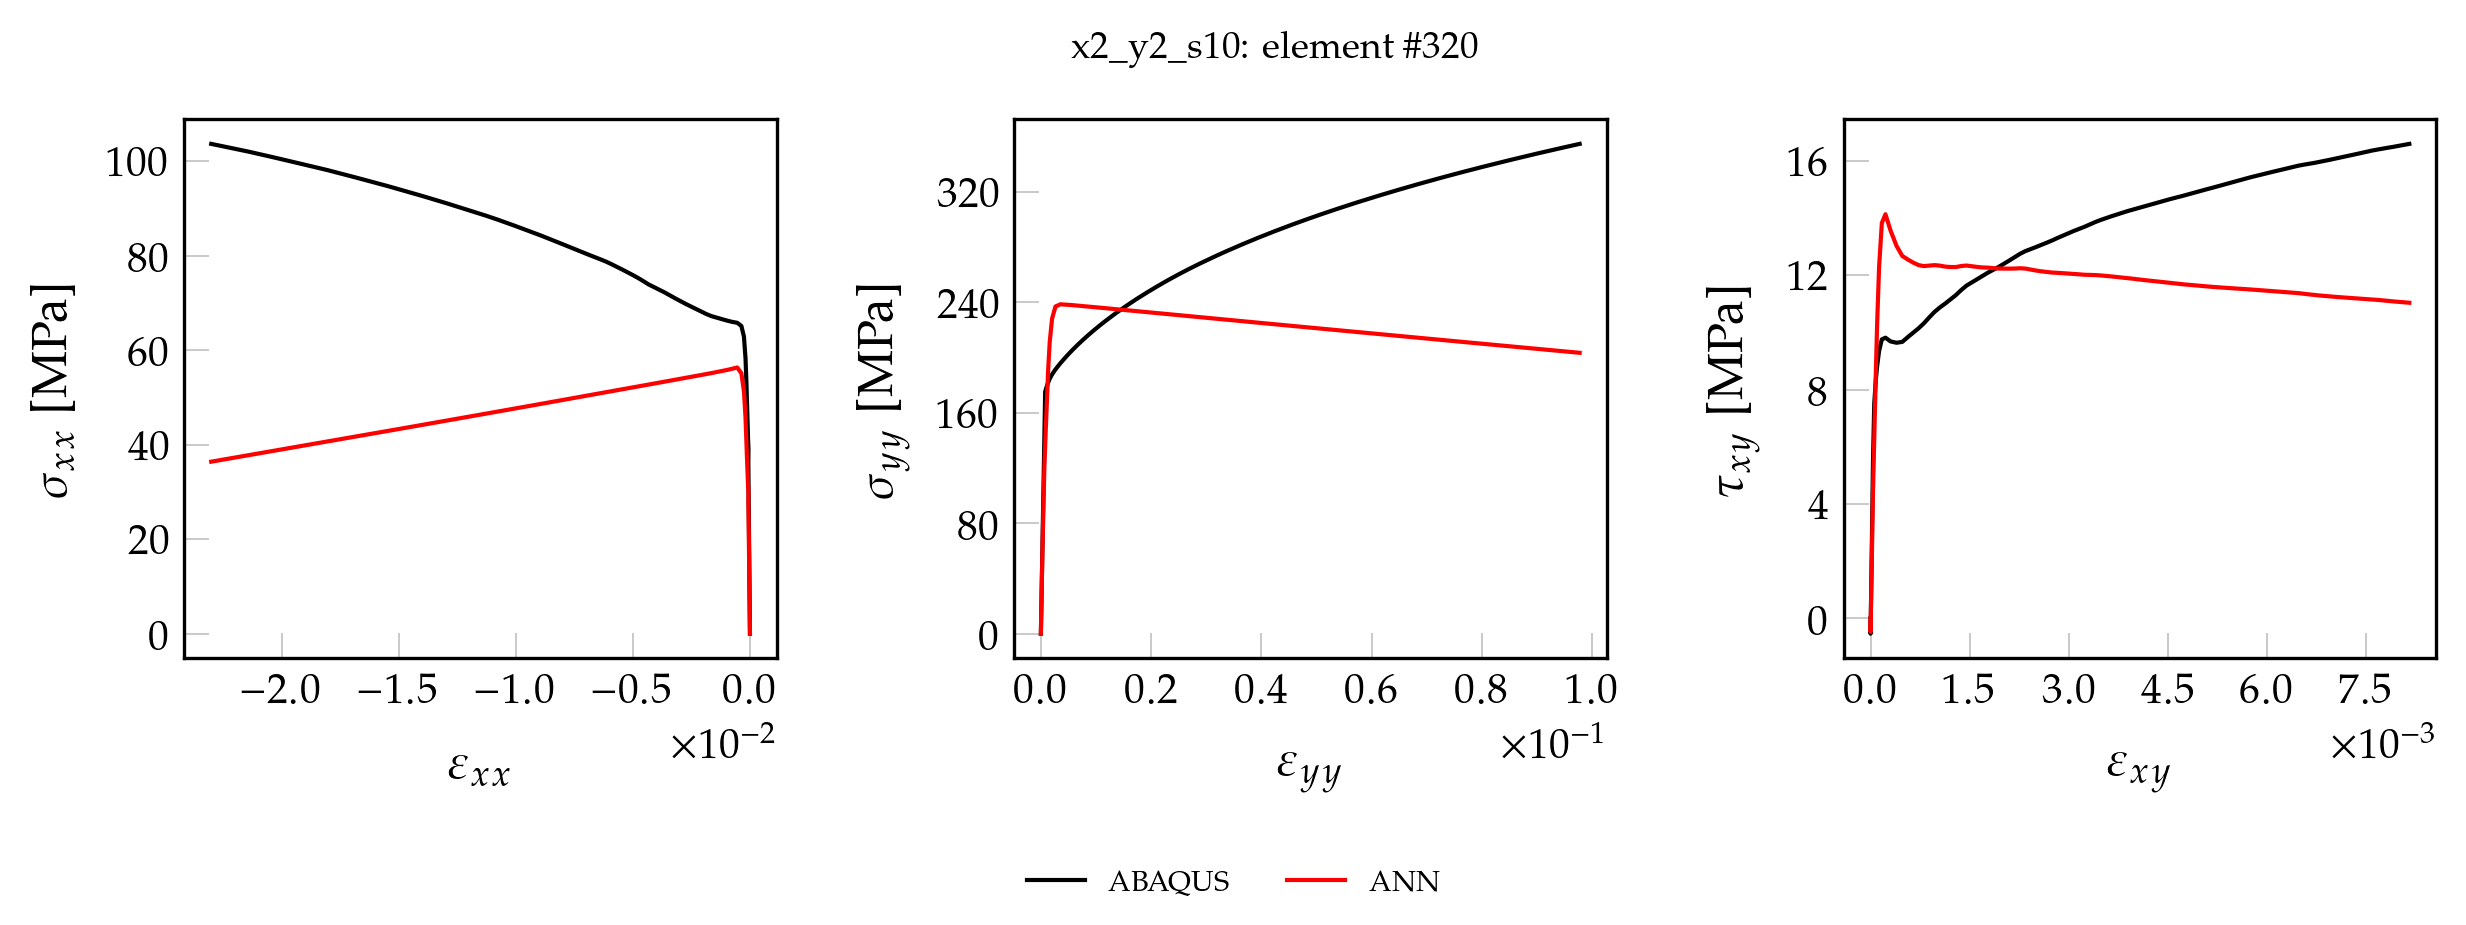 x2_y2_s10: element #320
σxx [MPa]
100
80
60
40
20
0
−2.0 −1.5 −1.0 −0.5 0.0
×10−2
εxx
σyy [MPa]
320
240
160
80
0
0.0 0.2 0.4 0.6 0.8 1.0
×10−1
εyy
τxy [MPa]
16
12
8
4
0
0.0 1.5 3.0 4.5 6.0 7.5
×10−3
εxy
ABAQUS ANN